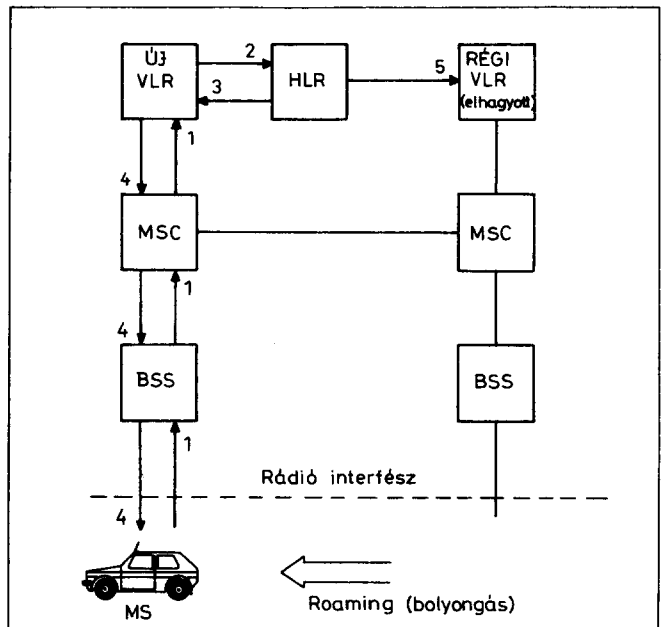 ÚJ
VLR
2
3
HLR
5
RÉGI
VLR
(elhagyott)
4
1
MSC
MSC
4
1
BSS
BSS
1
Rádió interfész
4
MS
Roaming (bolyongás)